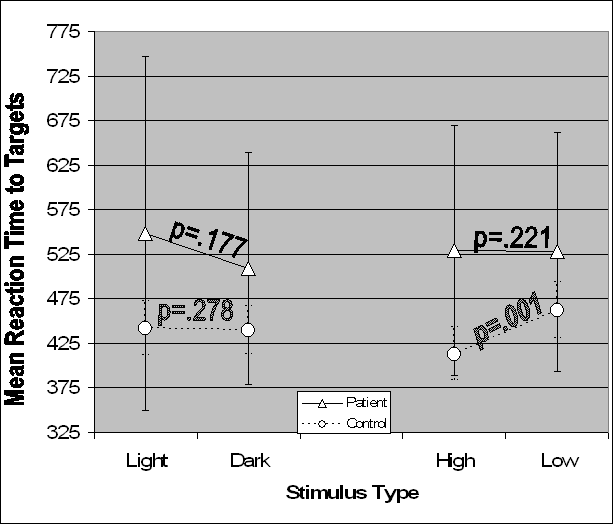 Mean Reaction Time to Targets
775
725
675
625
575
525
475
425
375
325
p=.177
p=.278
p=.221
p=.001
Patient
Control
Light Dark High Low
Stimulus Type